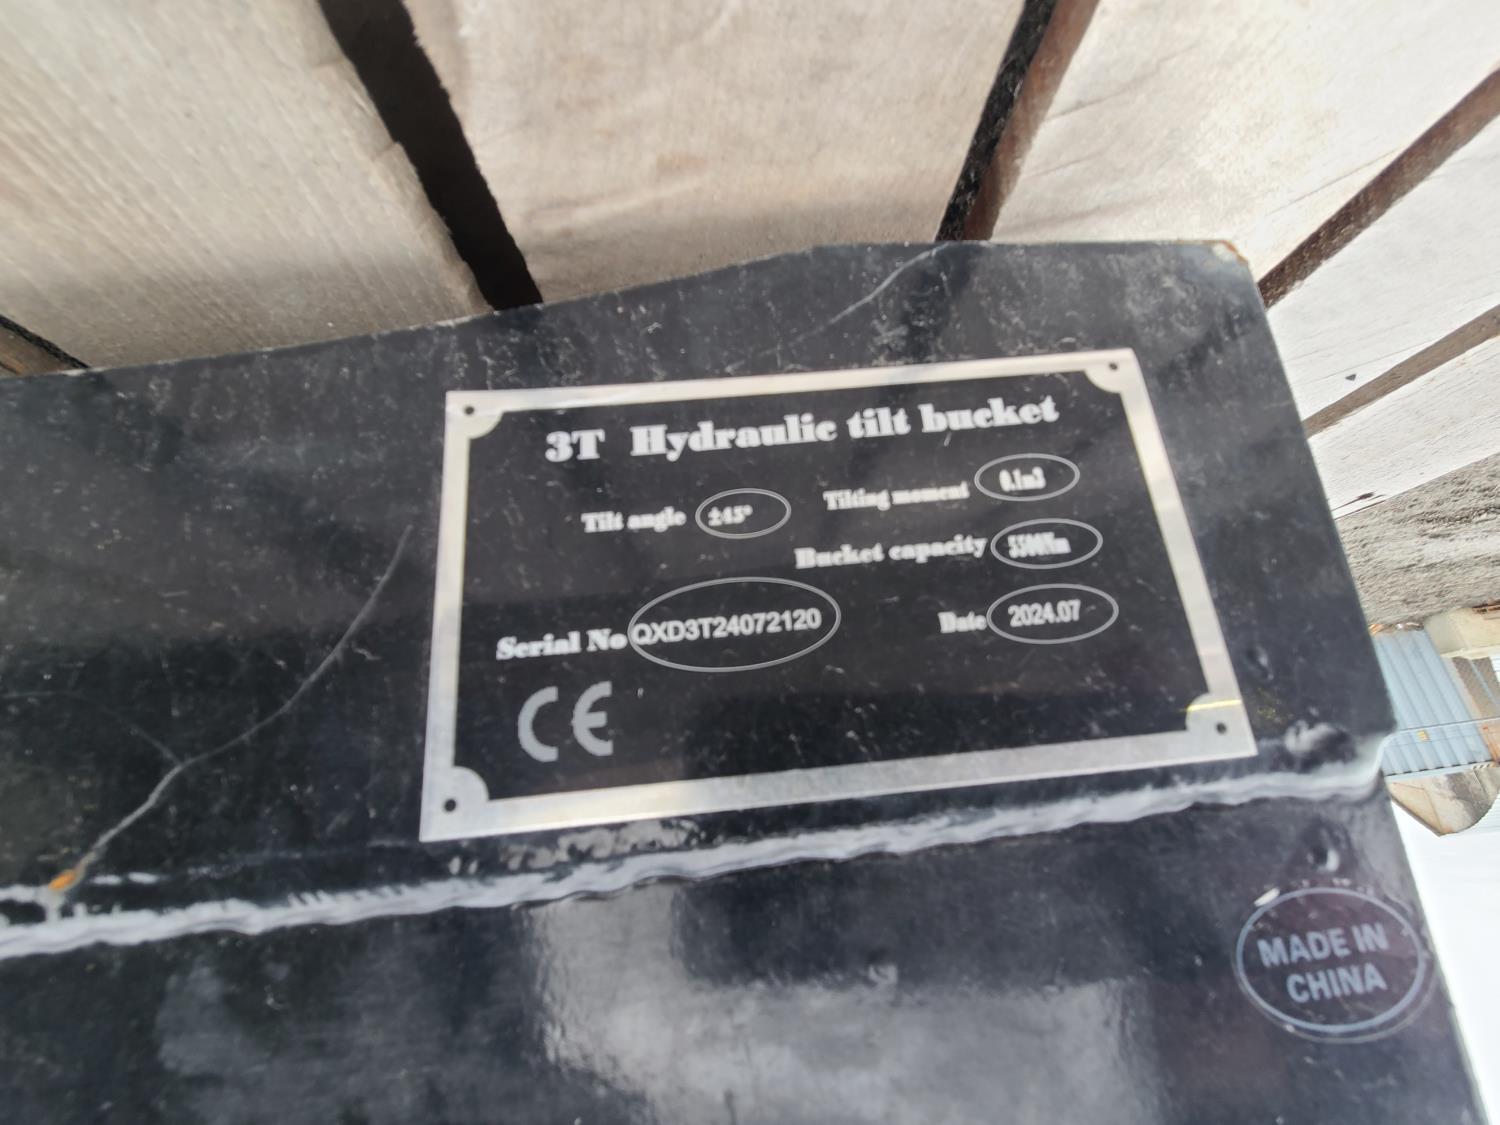 3T Hydraulic tilt bucket
Tilt angle ±45° Tilting moment 0.1m3
Bucket capacity
Serial No QXD3T24072120 Date 2024.07
CE
MADE IN
CHINA